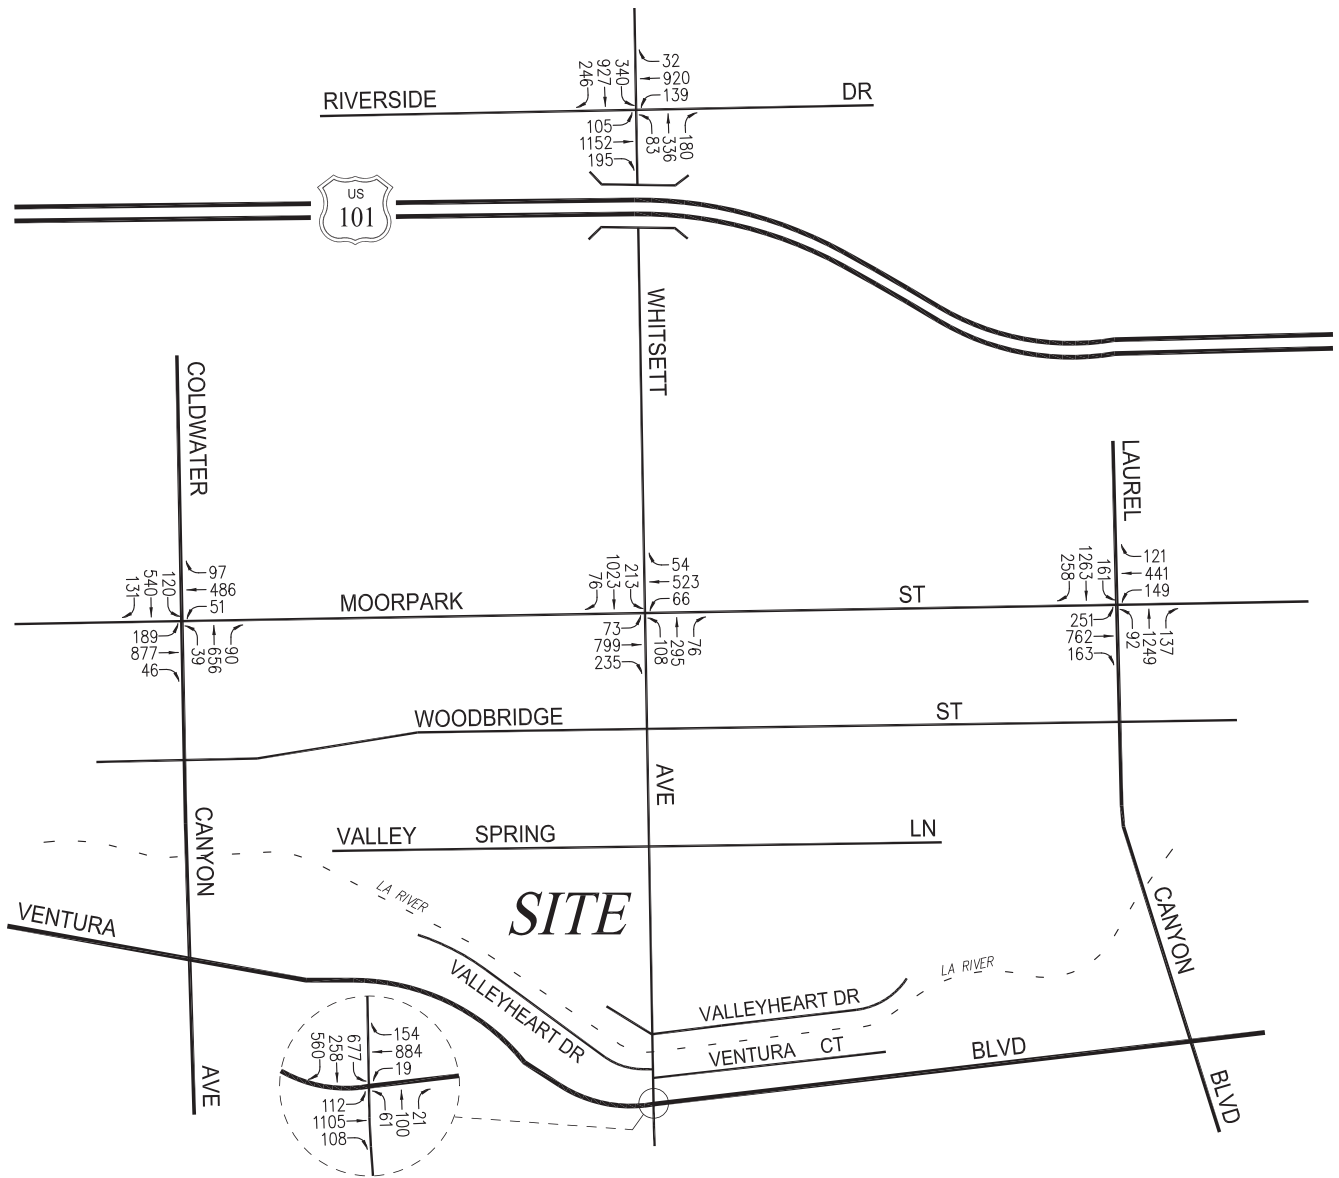 32
920
139
340
927
246
RIVERSIDE DR
105
1152
195
83
336
180
US
101
WHITSETT
COLDWATER
LAUREL
97
486
51
120
540
131
MOORPARK ST
189
877
46
39
656
90
54
523
66
213
1023
76
73
799
235
108
295
76
121
441
149
161
1263
258
251
762
163
92
1249
137
WOODBRIDGE ST
AVE
CANYON
VALLEY SPRING LN
LA RIVER
SITE
VENTURA
CANYON
LA RIVER
VALLEYHEART DR
VALLEYHEART DR
VENTURA CT
BLVD
AVE
BLVD
154
884
19
677
258
560
112
1105
108
61
100
21